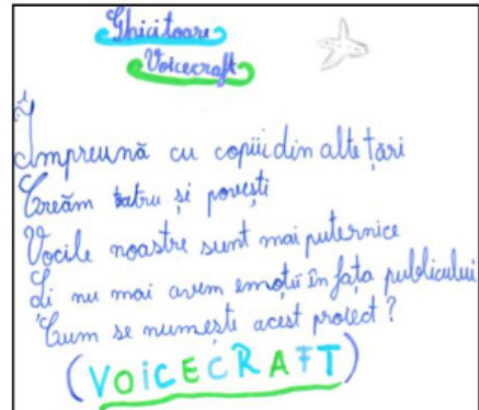 Ghicitoare
Voicecraft
Împreună cu copiii din alte țări
Creăm teatru și povești
Vocile noastre sunt mai puternice
Și nu mai avem emoții în fața publicului
Cum se numește acest proiect?
(VOICECRAFT)